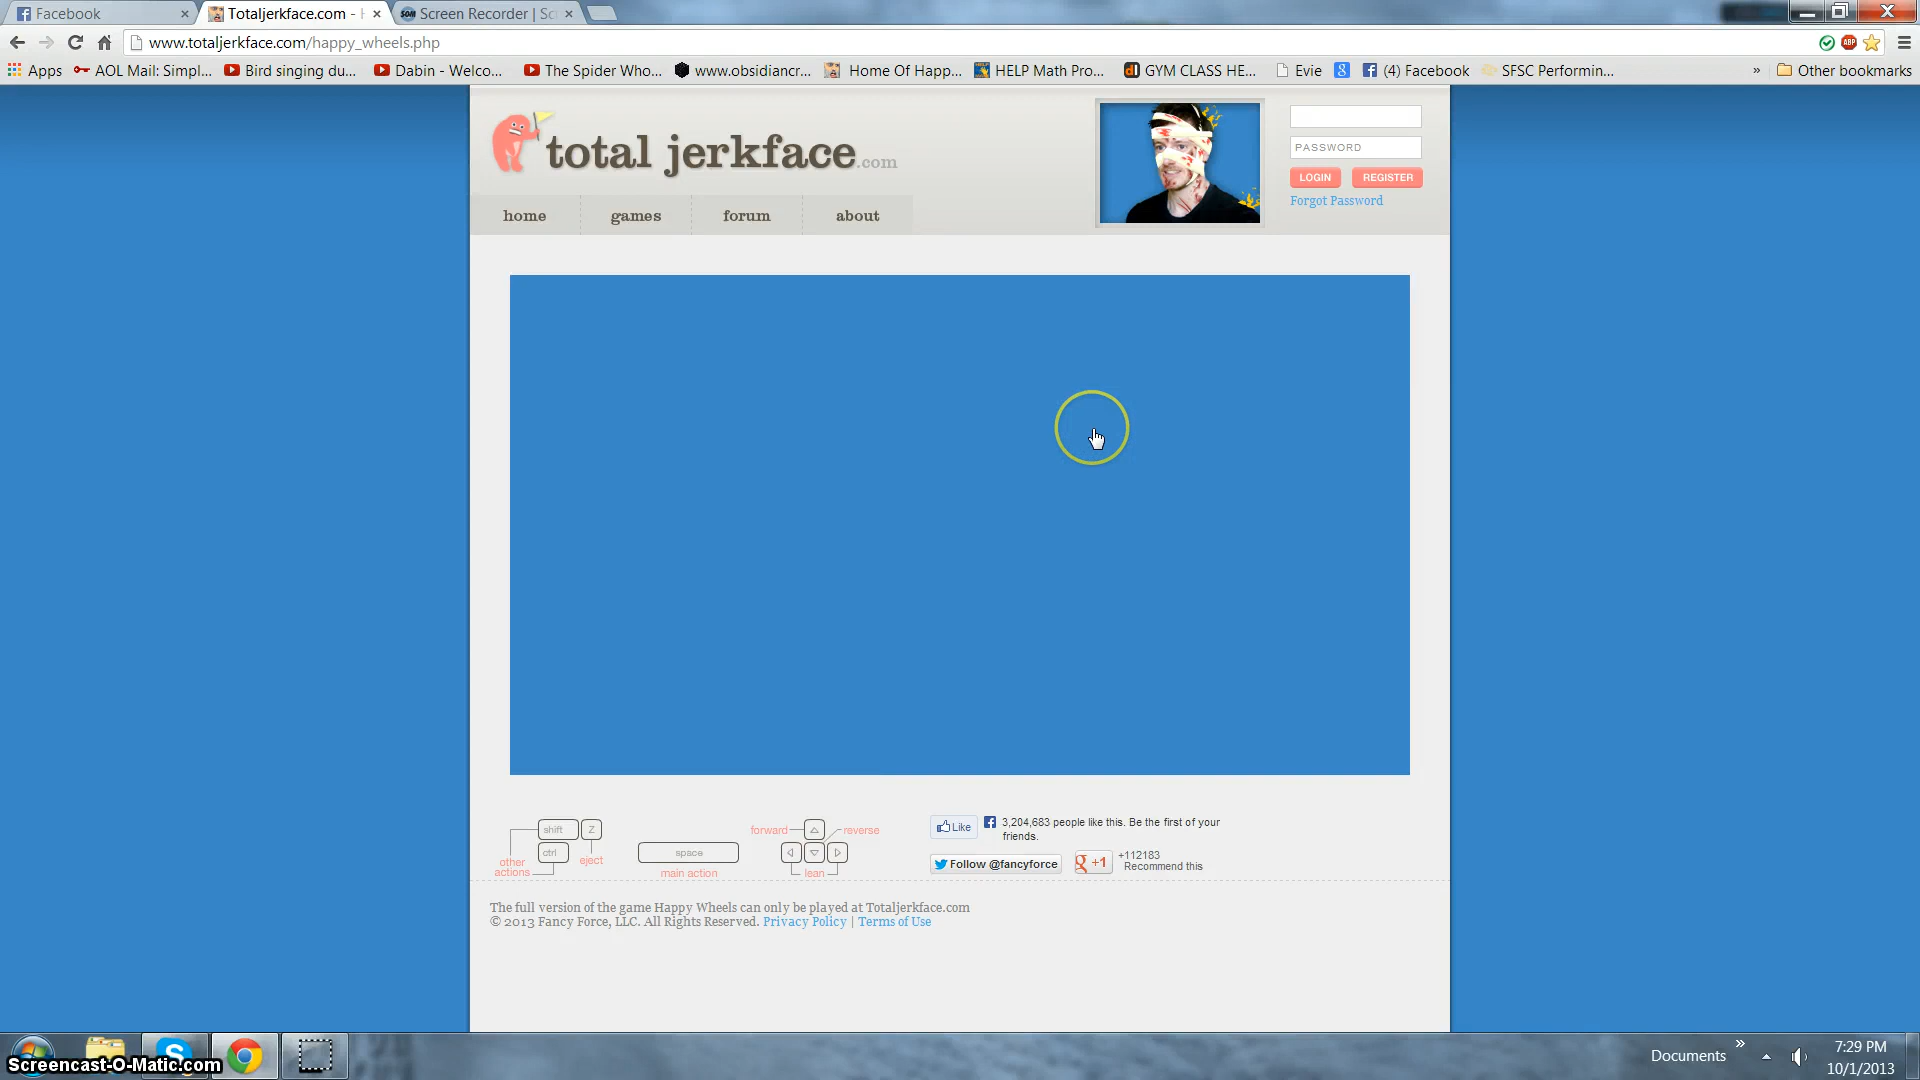 Facebook
Totaljerkface.com - H
Screen Recorder | Sc
www.totaljerkface.com/happy_wheels.php
ABP
Apps
AOL Mail: Simpl...
Bird singing du...
Dabin - Welco...
The Spider Who...
www.obsidiancr...
Home Of Happ...
HELP Math Pro...
GYM CLASS HE...
Evie
(4) Facebook
SFSC Performin...
»
Other bookmarks
total jerkface.com
PASSWORD
LOGIN
REGISTER
Forgot Password
home
games
forum
about
shift
Z
ctrl
other
actions
eject
space
main action
forward
reverse
lean
Like
3,204,683 people like this. Be the first of your
friends.
Follow @fancyforce
+1
+112183
Recommend this
The full version of the game Happy Wheels can only be played at Totaljerkface.com
© 2013 Fancy Force, LLC. All Rights Reserved. Privacy Policy | Terms of Use
Screencast-O-Matic.com
Documents
»
7:29 PM
10/1/2013